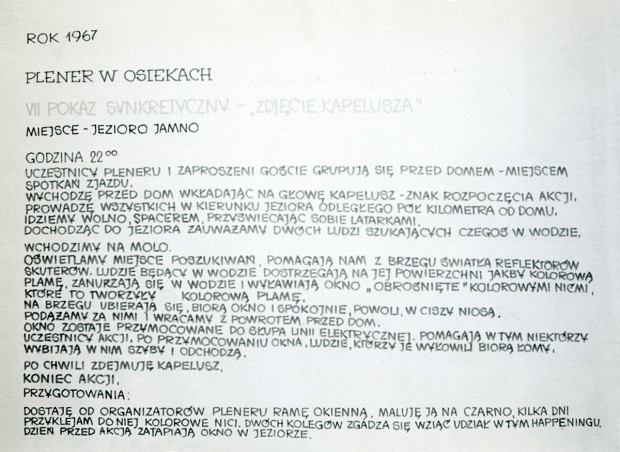 ROK 1967
PLENER W OSIEKACH
VII POKAZ SYNKRETYCZNY - „ZDJĘCIE KAPELUSZA"
MIEJSCE - JEZIORO JAMNO
GODZINA 22⁰⁰
UCZESTNICY PLENERU I ZAPROSZENI GOŚCIE GRUPUJĄ SIĘ PRZED DOMEM - MIEJSCEM
SPOTKAŃ ZJAZDU.
WYCHODZĘ PRZED DOM WKŁADAJĄC NA GŁOWĘ KAPELUSZ - ZNAK ROZPOCZĘCIA AKCJI.
PROWADZĘ WSZYSTKICH W KIERUNKU JEZIORA ODLEGŁEGO PÓŁ KILOMETRA OD DOMU.
IDZIEMY WOLNO, SPACEREM, PRZYŚWIECAJĄC SOBIE LATARKAMI.
DOCHODZĄC DO JEZIORA ZAUWAŻAMY DWÓCH LUDZI SZUKAJĄCYCH CZEGOŚ W WODZIE.
WCHODZIMY NA MOLO.
OŚWIETLAMY MIEJSCE POSZUKIWAŃ, POMAGAJĄ NAM Z BRZEGU ŚWIATŁA REFLEKTORÓW
SKUTERÓW. LUDZIE BĘDĄCY W WODZIE DOSTRZEGAJĄ NA JEJ POWIERZCHNI JAKBY KOLOROWĄ
PLAMĘ, ZANURZAJĄ SIĘ W WODZIE I WYŁAWIAJĄ OKNO „OBROŚNIĘTE" KOLOROWYMI NIĆMI,
KTÓRE TO TWORZYŁY KOLOROWĄ PLAMĘ.
NA BRZEGU UBIERAJĄ SIĘ, BIORĄ OKNO I SPOKOJNIE, POWOLI, W CISZY NIOSĄ.
PODĄŻAMY ZA NIMI I WRACAMY Z POWROTEM PRZED DOM.
OKNO ZOSTAJE PRZYMOCOWANE DO SŁUPA LINII ELEKTRYCZNEJ. POMAGAJĄ W TYM NIEKTÓRZY
UCZESTNICY AKCJI. PO PRZYMOCOWANIU OKNA, LUDZIE, KTÓRZY JE WYŁOWILI BIORĄ ŁOMY,
WYBIJAJĄ W NIM SZYBY I ODCHODZĄ.
PO CHWILI ZDEJMUJĘ KAPELUSZ.
KONIEC AKCJI.
PRZYGOTOWANIA:
DOSTAJĘ OD ORGANIZATORÓW PLENERU RAMĘ OKIENNĄ. MALUJĘ JĄ NA CZARNO, KILKA DNI
PRZYKLEJAM DO NIEJ KOLOROWE NICI. DWÓCH KOLEGÓW ZGADZA SIĘ WZIĄĆ UDZIAŁ W TYM HAPPENINGU.
DZIEŃ PRZED AKCJĄ ZATAPIAJĄ OKNO W JEZIORZE.